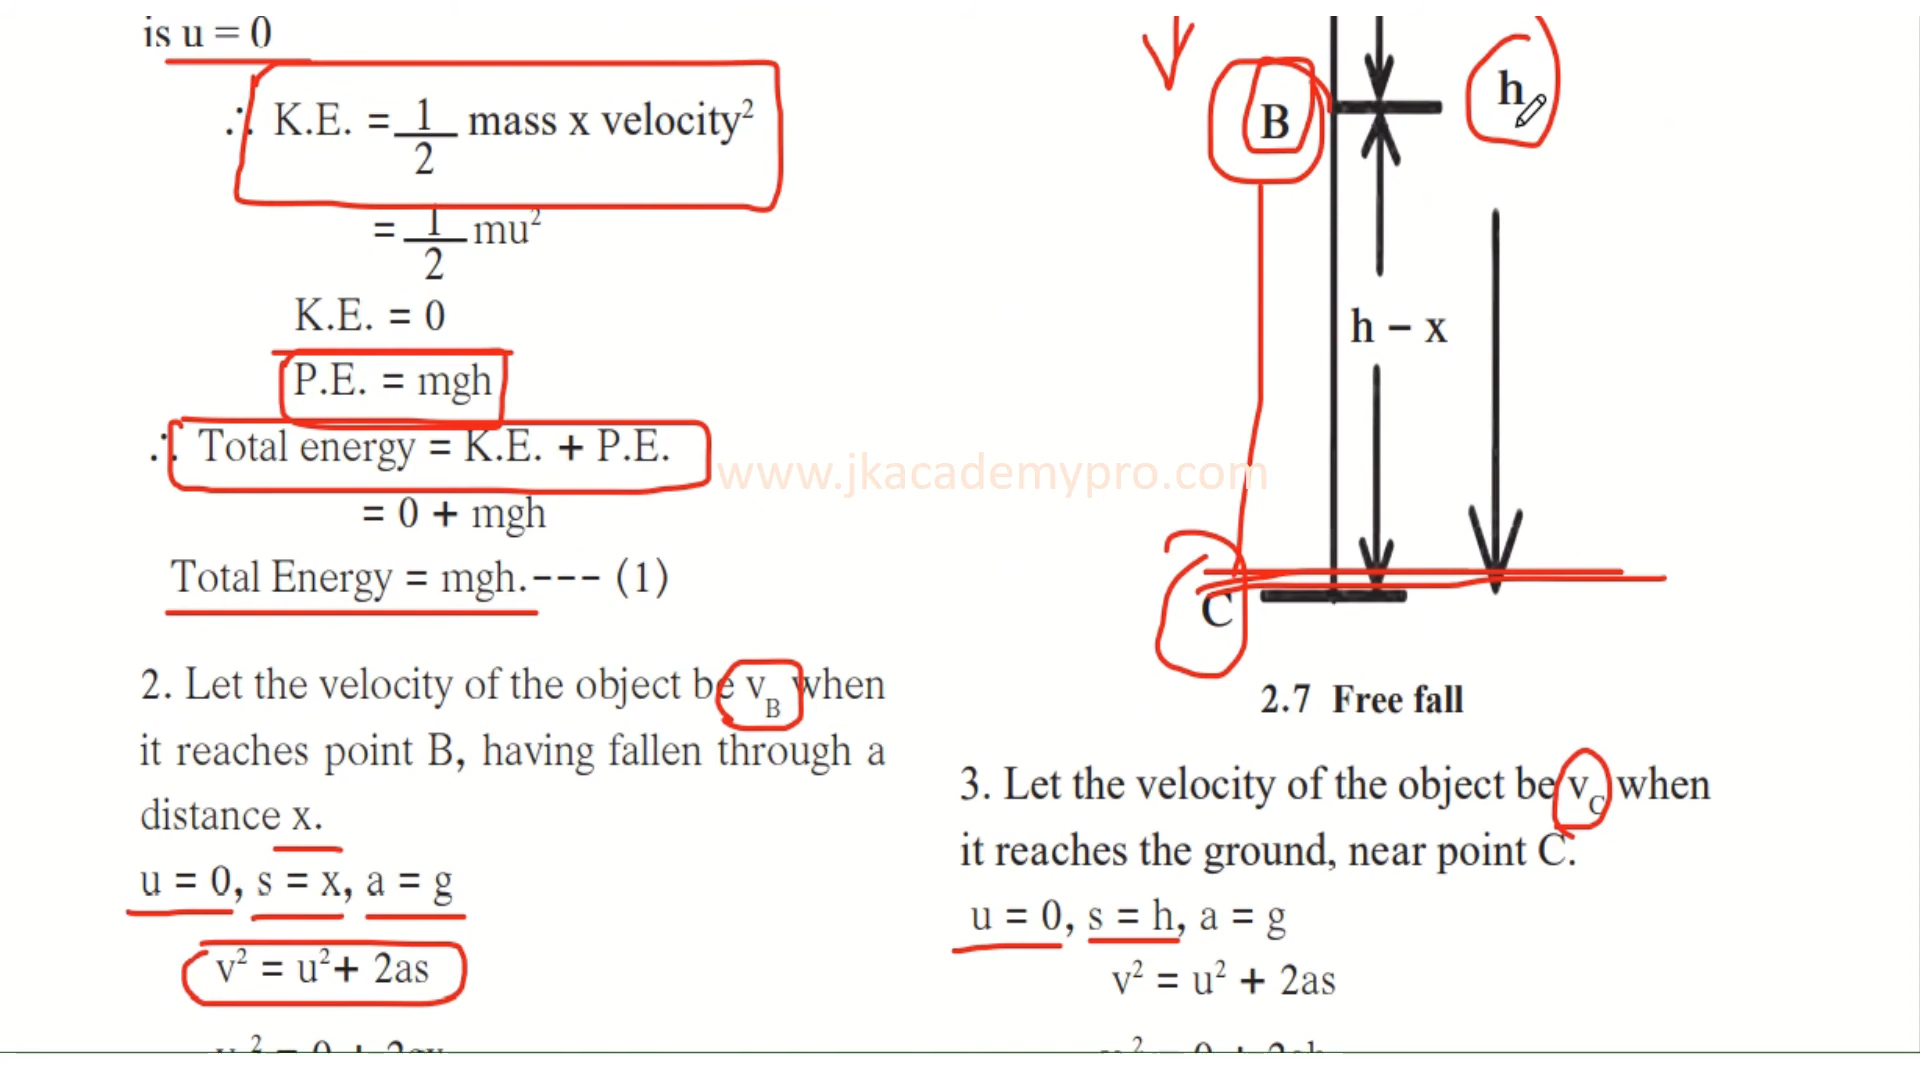 is u = 0
∴ K.E. = 1/2 mass x velocity²
= 1/2 mu²
K.E. = 0
P.E. = mgh
∴ Total energy = K.E. + P.E.
= 0 + mgh
Total Energy = mgh.--- (1)
2. Let the velocity of the object be v_B when
it reaches point B, having fallen through a
distance x.
u = 0, s = x, a = g
v² = u²+ 2as
B
h
h – x
C
2.7 Free fall
3. Let the velocity of the object be v_C when
it reaches the ground, near point C.
u = 0, s = h, a = g
v² = u² + 2as
www.jkacademypro.com